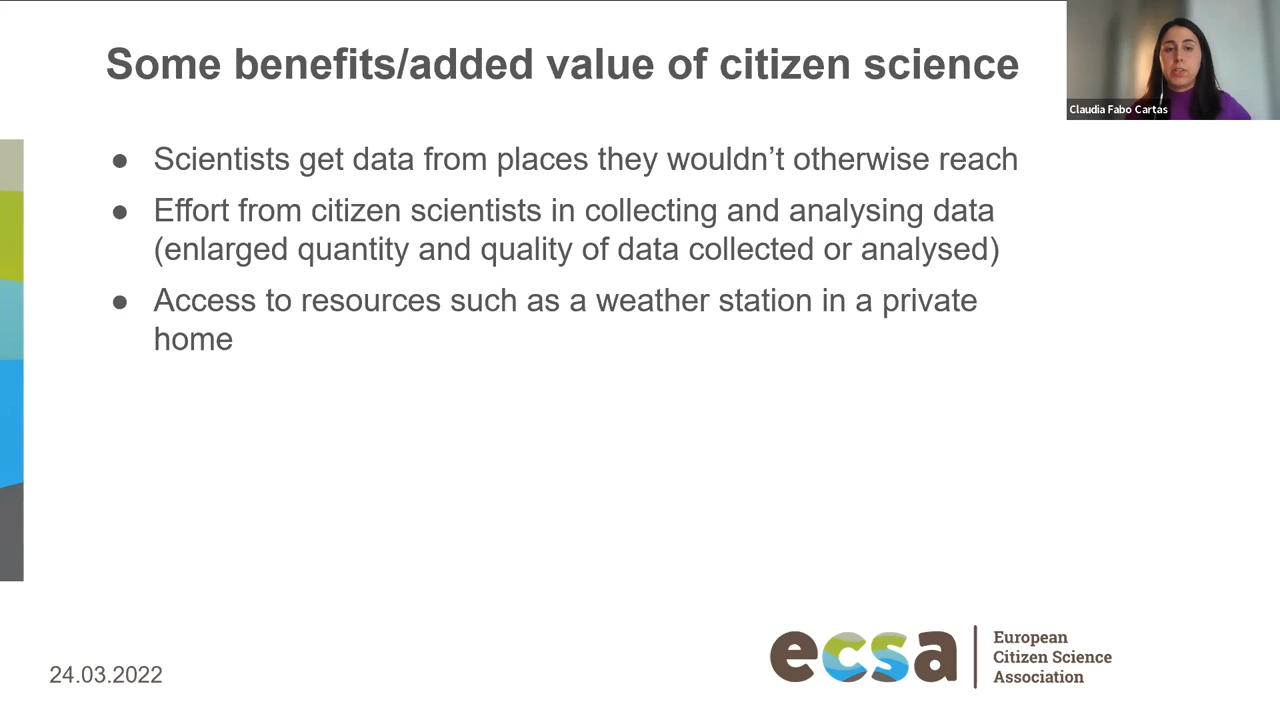 Some benefits/added value of citizen science
Claudia Fabo Cartas
● Scientists get data from places they wouldn’t otherwise reach
● Effort from citizen scientists in collecting and analysing data
(enlarged quantity and quality of data collected or analysed)
● Access to resources such as a weather station in a private
home
24.03.2022
ecsa
European
Citizen Science
Association